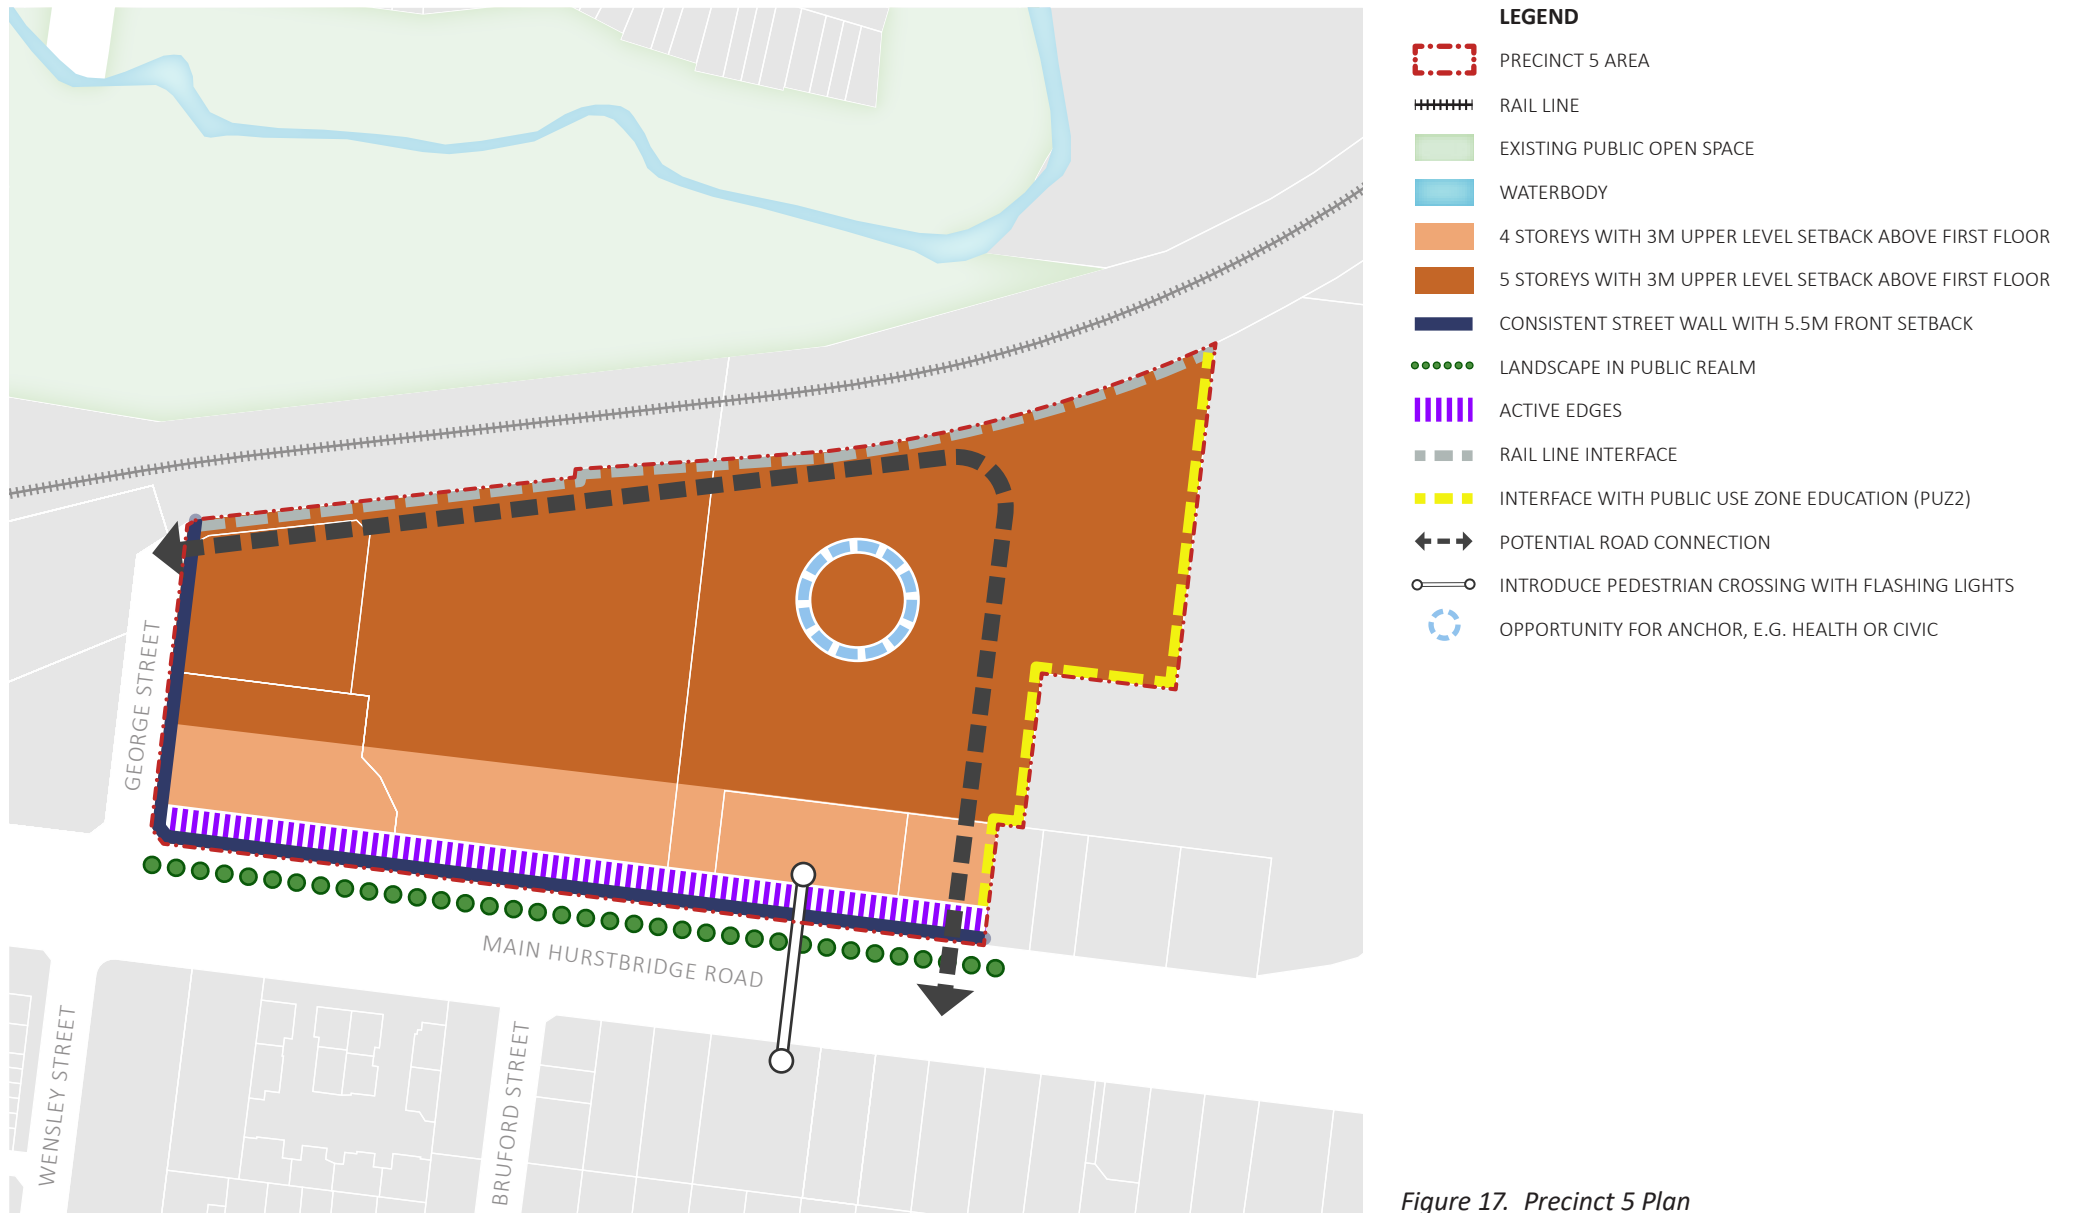 LEGEND
PRECINCT 5 AREA
RAIL LINE
EXISTING PUBLIC OPEN SPACE
WATERBODY
4 STOREYS WITH 3M UPPER LEVEL SETBACK ABOVE FIRST FLOOR
5 STOREYS WITH 3M UPPER LEVEL SETBACK ABOVE FIRST FLOOR
CONSISTENT STREET WALL WITH 5.5M FRONT SETBACK
LANDSCAPE IN PUBLIC REALM
ACTIVE EDGES
RAIL LINE INTERFACE
INTERFACE WITH PUBLIC USE ZONE EDUCATION (PUZ2)
POTENTIAL ROAD CONNECTION
INTRODUCE PEDESTRIAN CROSSING WITH FLASHING LIGHTS
OPPORTUNITY FOR ANCHOR, E.G. HEALTH OR CIVIC
GEORGE STREET
MAIN HURSTBRIDGE ROAD
WENSLEY STREET
BRUFORD STREET
Figure 17. Precinct 5 Plan